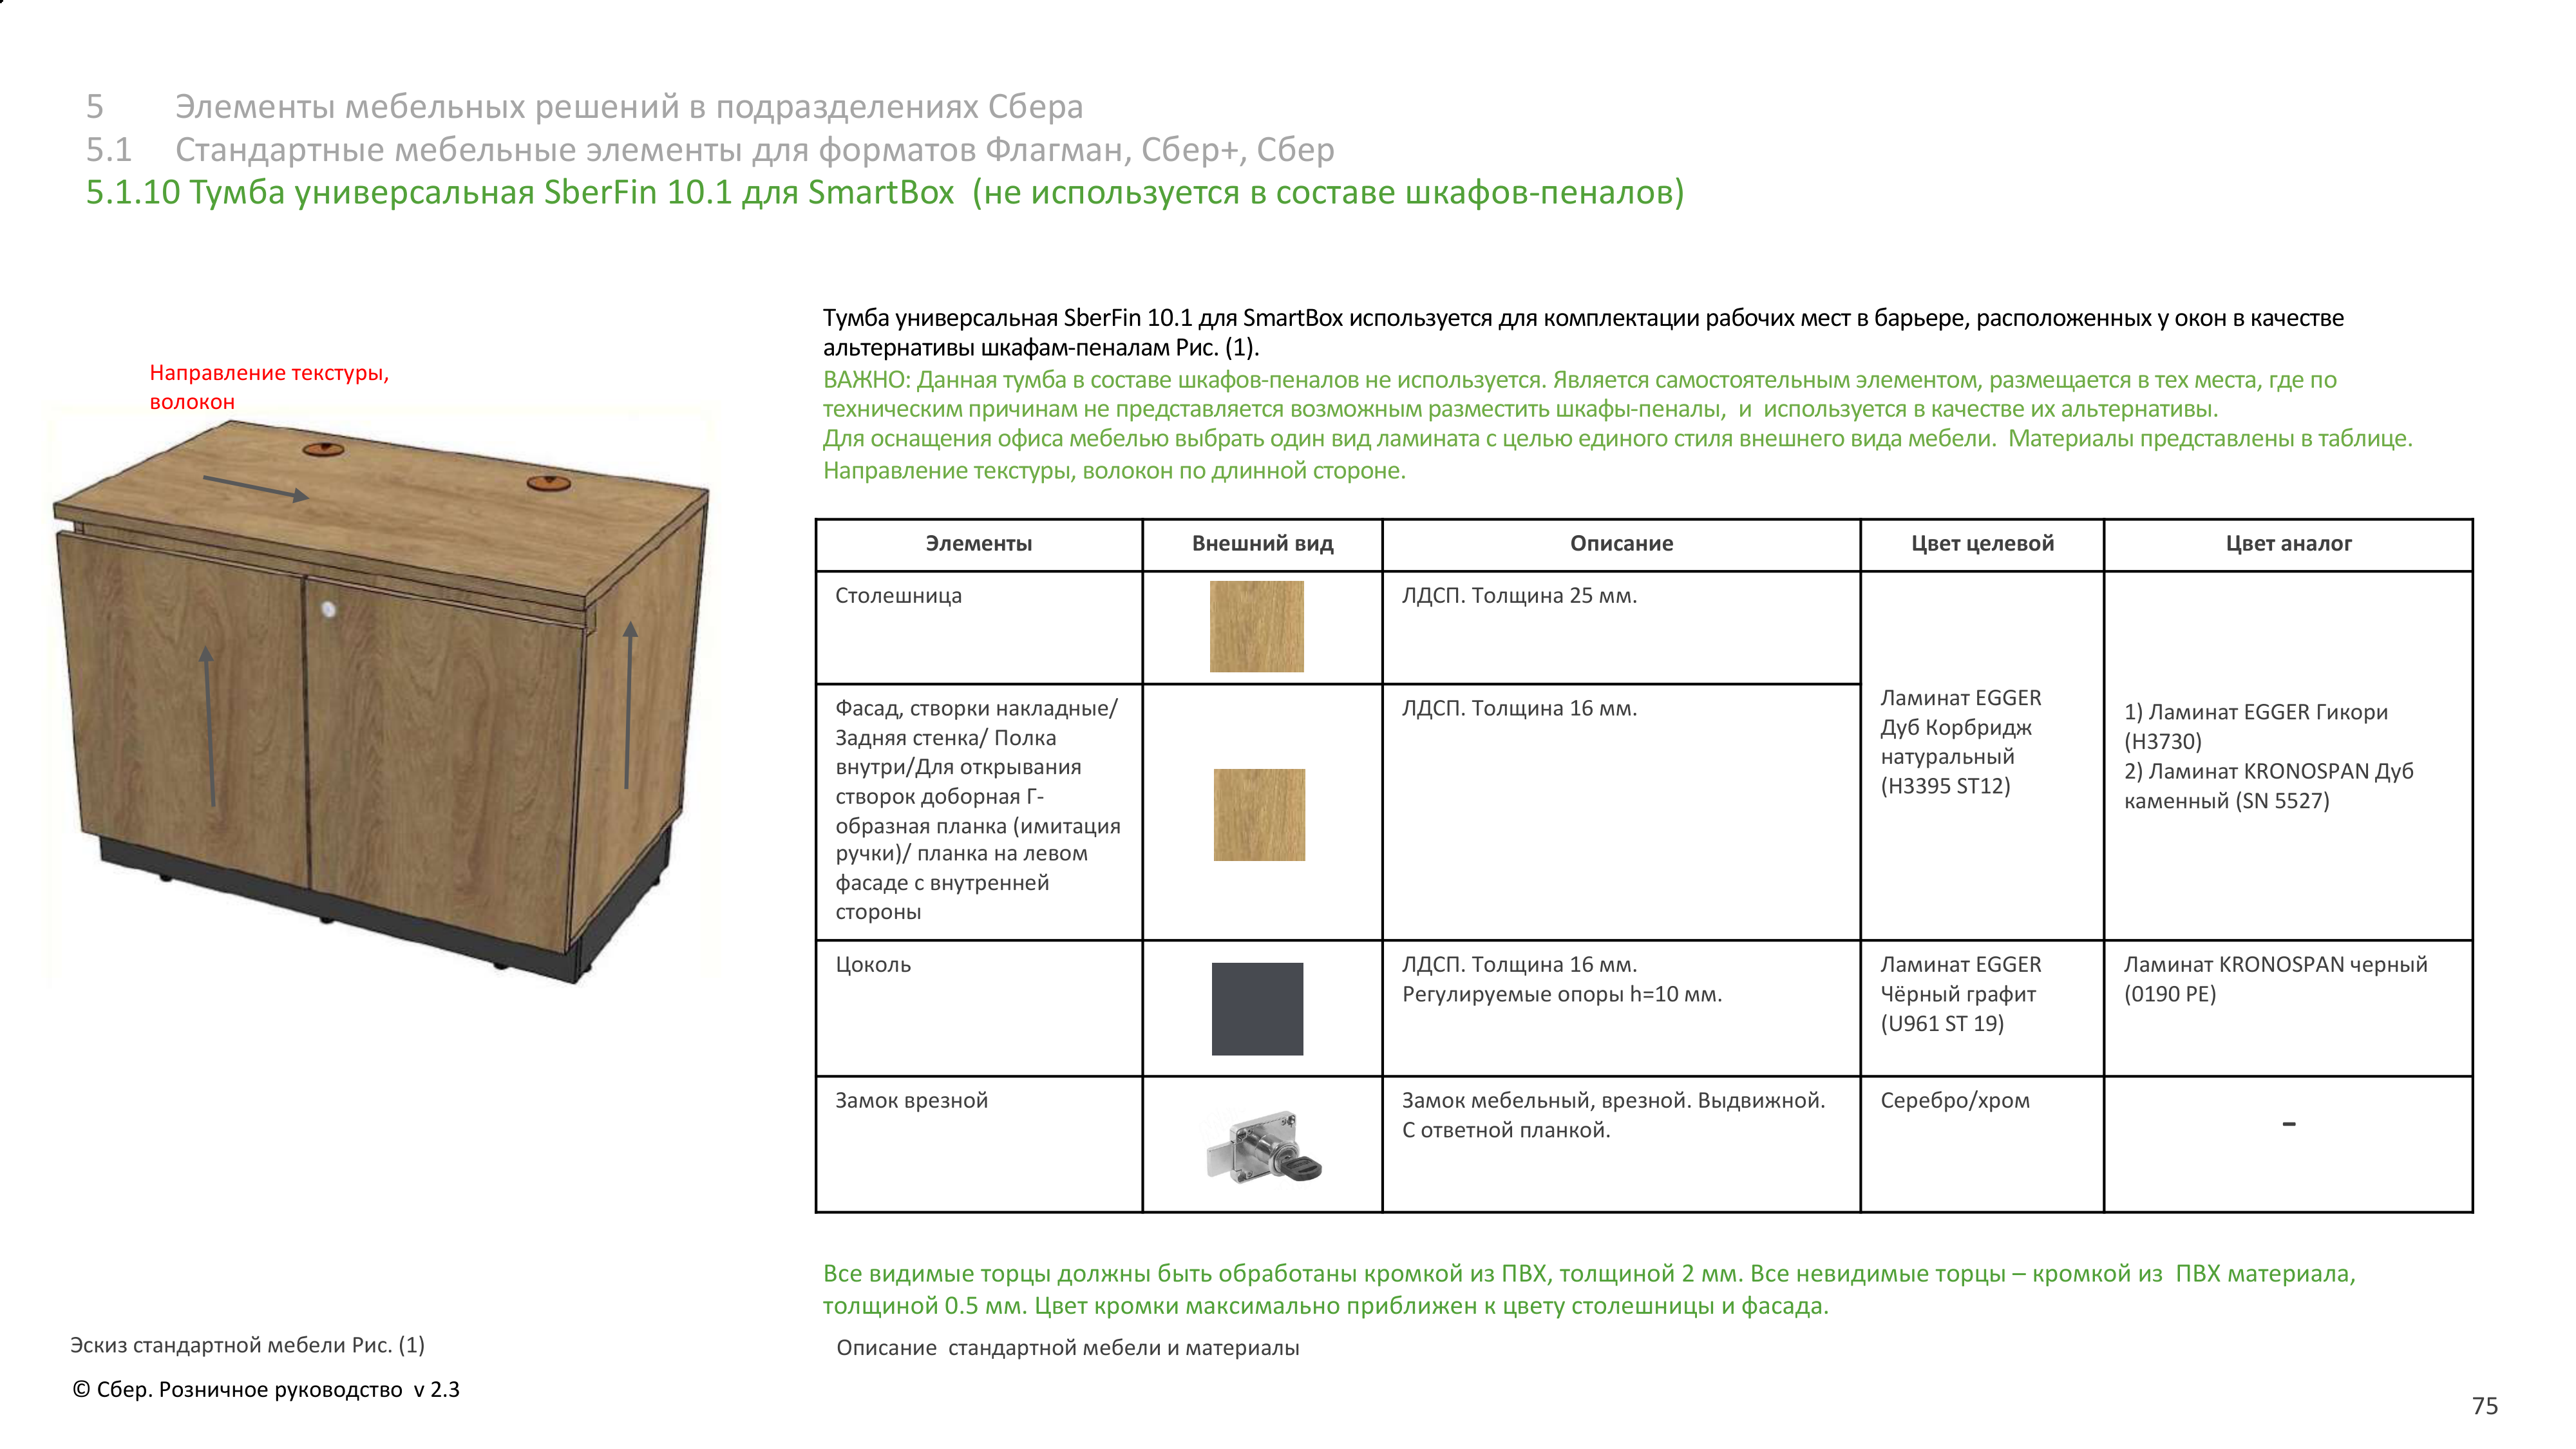 5 Элементы мебельных решений в подразделениях Сбера
5.1 Стандартные мебельные элементы для форматов Флагман, Сбер+, Сбер
5.1.10 Тумба универсальная SberFin 10.1 для SmartBox (не используется в составе шкафов-пеналов)
Направление текстуры,
волокон
Тумба универсальная SberFin 10.1 для SmartBox используется для комплектации рабочих мест в барьере, расположенных у окон в качестве
альтернативы шкафам-пеналам Рис. (1).
ВАЖНО: Данная тумба в составе шкафов-пеналов не используется. Является самостоятельным элементом, размещается в тех места, где по
техническим причинам не представляется возможным разместить шкафы-пеналы, и используется в качестве их альтернативы.
Для оснащения офиса мебелью выбрать один вид ламината с целью единого стиля внешнего вида мебели. Материалы представлены в таблице.
Направление текстуры, волокон по длинной стороне.
Элементы Внешний вид Описание Цвет целевой Цвет аналог
Столешница
ЛДСП. Толщина 25 мм.
Фасад, створки накладные/
Задняя стенка/ Полка
внутри/Для открывания
створок доборная Г-
образная планка (имитация
ручки)/ планка на левом
фасаде с внутренней
стороны
ЛДСП. Толщина 16 мм.
Ламинат EGGER
Дуб Корбридж
натуральный
(H3395 ST12)
1) Ламинат EGGER Гикори
(H3730)
2) Ламинат KRONOSPAN Дуб
каменный (SN 5527)
Цоколь
ЛДСП. Толщина 16 мм.
Регулируемые опоры h=10 мм.
Ламинат EGGER
Чёрный графит
(U961 ST 19)
Ламинат KRONOSPAN черный
(0190 PE)
Замок врезной
Замок мебельный, врезной. Выдвижной.
С ответной планкой.
Серебро/хром
–
Все видимые торцы должны быть обработаны кромкой из ПВХ, толщиной 2 мм. Все невидимые торцы – кромкой из ПВХ материала,
толщиной 0.5 мм. Цвет кромки максимально приближен к цвету столешницы и фасада.
Эскиз стандартной мебели Рис. (1)
Описание стандартной мебели и материалы
© Сбер. Розничное руководство v 2.3
75